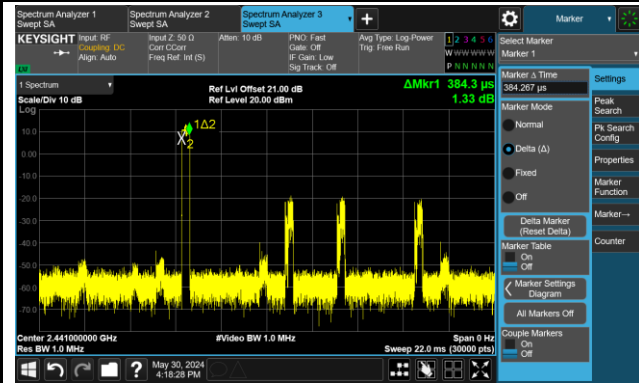 Spectrum Analyzer 1
Swept SA
Spectrum Analyzer 2
Swept SA
Spectrum Analyzer 3
Swept SA
+
Marker
KEYSIGHT
Input: RF
Coupling: DC
Align: Auto
Input Z: 50 Ω
Corr CCorr
Freq Ref: Int (S)
Atten: 10 dB
PNO: Fast
Gate: Off
IF Gain: Low
Sig Track: Off
Avg Type: Log-Power
Trig: Free Run
1 2 3 4 5 6
W W W W W W
P N N N N N
Select Marker
Marker 1
1 Spectrum
Scale/Div 10 dB
Log
Ref Lvl Offset 21.00 dB
Ref Level 20.00 dBm
ΔMkr1 384.3 µs
1.33 dB
1Δ2
X2
10.0
0.00
-10.0
-20.0
-30.0
-40.0
-50.0
-60.0
-70.0
Center 2.441000000 GHz
Res BW 1.0 MHz
#Video BW 1.0 MHz
Span 0 Hz
Sweep 22.0 ms (30000 pts)
Marker Δ Time
384.267 µs
Marker Mode
Normal
Delta (Δ)
Fixed
Off
Delta Marker
(Reset Delta)
Marker Table
On
Off
Marker Settings
Diagram
All Markers Off
Couple Markers
On
Off
Settings
Peak
Search
Pk Search
Config
Properties
Marker
Function
Marker→
Counter
?
May 30, 2024
4:18:28 PM